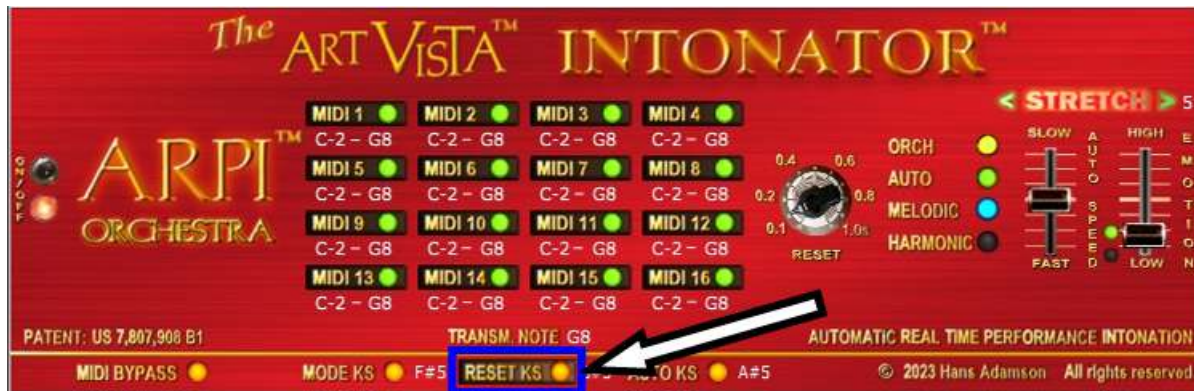 The ART VISTA™ INTONATOR™
< STRETCH > 5
MIDI 1 MIDI 2 MIDI 3 MIDI 4
C-2 – G8 C-2 – G8 C-2 – G8 C-2 – G8
ARPI™
ORCHESTRA
ON/OFF
MIDI 5 MIDI 6 MIDI 7 MIDI 8
C-2 – G8 C-2 – G8 C-2 – G8 C-2 – G8
MIDI 9 MIDI 10 MIDI 11 MIDI 12
C-2 – G8 C-2 – G8 C-2 – G8 C-2 – G8
MIDI 13 MIDI 14 MIDI 15 MIDI 16
C-2 – G8 C-2 – G8 C-2 – G8 C-2 – G8
0.4 0.6
0.2 0.8
0.1 1.0s
RESET
ORCH
AUTO
MELODIC
HARMONIC
SLOW
FAST
AUTO SPEED
HIGH
LOW
EMOTION
PATENT: US 7,807,908 B1
TRANSM. NOTE G8
AUTOMATIC REAL TIME PERFORMANCE INTONATION
MIDI BYPASS MODE KS F#5 RESET KS AUTO KS A#5 © 2023 Hans Adamson All rights reserved